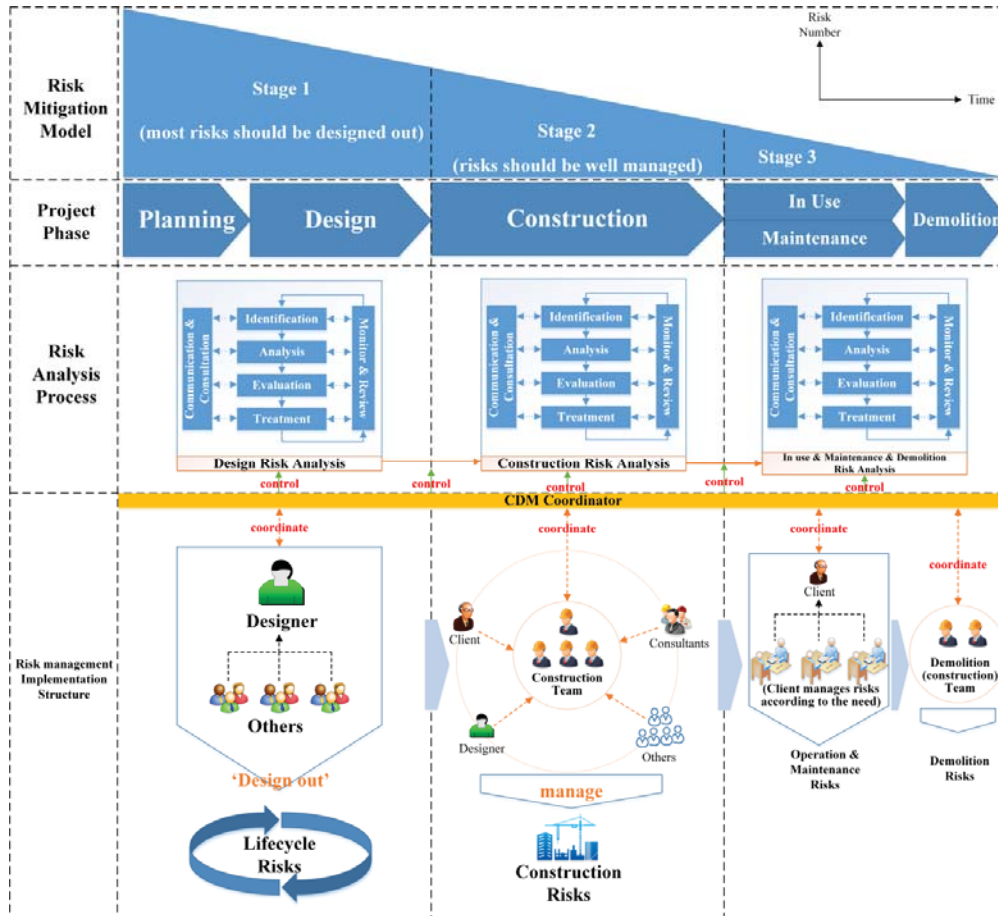 Risk
Mitigation
Model
Stage 1
(most risks should be designed out)
Stage 2
(risks should be well managed)
Stage 3
Risk
Number
Time
Project
Phase
Planning
Design
Construction
In Use
Maintenance
Demolition
Risk
Analysis
Process
Communication &
Consultation
Identification
Analysis
Evaluation
Treatment
Monitor & Review
Design Risk Analysis
Communication &
Consultation
Identification
Analysis
Evaluation
Treatment
Monitor & Review
Construction Risk Analysis
Communication &
Consultation
Identification
Analysis
Evaluation
Treatment
Monitor & Review
In use & Maintenance & Demolition
Risk Analysis
control
control
control
control
control
CDM Coordinator
Risk management
Implementation
Structure
coordinate
Designer
Others
'Design out'
Lifecycle
Risks
coordinate
Client
Consultants
Construction
Team
Designer
Others
manage
Construction
Risks
coordinate
Client
(Client manages risks
according to the need)
Operation &
Maintenance
Risks
coordinate
Demolition
(construction)
Team
Demolition
Risks